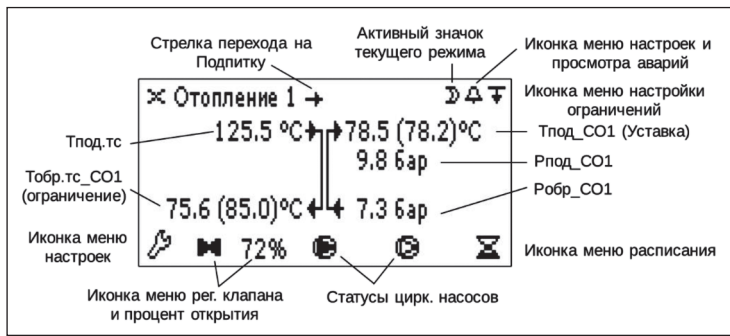 Стрелка перехода на
Подпитку
Активный значок
текущего режима
Иконка меню настроек и
просмотра аварий
Иконка меню настройки
ограничений
Отопление 1
Тпод.тс
125.5 ºC
78.5 (78.2)ºC
Тпод_СО1 (Уставка)
9.8 бар
Рпод_СО1
Тобр.тс_СО1
(ограничение)
75.6 (85.0)ºC
7.3 бар
Робр_СО1
Иконка меню
настроек
72%
Иконка меню расписания
Иконка меню рег. клапана
и процент открытия
Статусы цирк. насосов